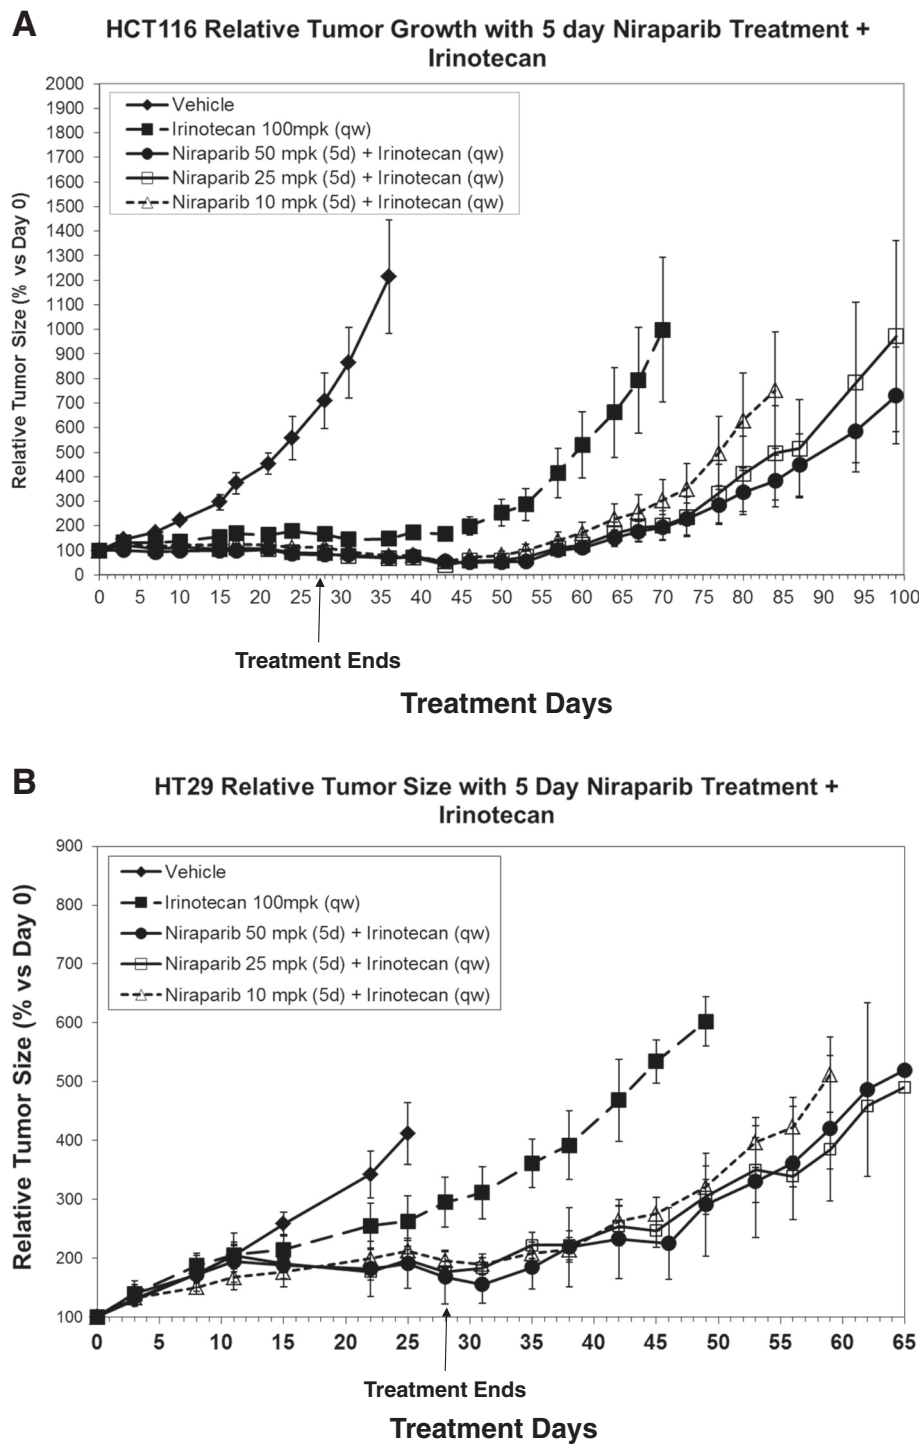 A
HCT116 Relative Tumor Growth with 5 day Niraparib Treatment +
Irinotecan
Relative Tumor Size (% vs Day 0)
2000
1900
1800
1700
1600
1500
1400
1300
1200
1100
1000
900
800
700
600
500
400
300
200
100
0
Vehicle
Irinotecan 100mpk (qw)
Niraparib 50 mpk (5d) + Irinotecan (qw)
Niraparib 25 mpk (5d) + Irinotecan (qw)
Niraparib 10 mpk (5d) + Irinotecan (qw)
0 5 10 15 20 25 30 35 40 45 50 55 60 65 70 75 80 85 90 95 100
Treatment Ends
Treatment Days
B
HT29 Relative Tumor Size with 5 Day Niraparib Treatment +
Irinotecan
Relative Tumor Size (% vs Day 0)
900
800
700
600
500
400
300
200
100
Vehicle
Irinotecan 100mpk (qw)
Niraparib 50 mpk (5d) + Irinotecan (qw)
Niraparib 25 mpk (5d) + Irinotecan (qw)
Niraparib 10 mpk (5d) + Irinotecan (qw)
0 5 10 15 20 25 30 35 40 45 50 55 60 65
Treatment Ends
Treatment Days